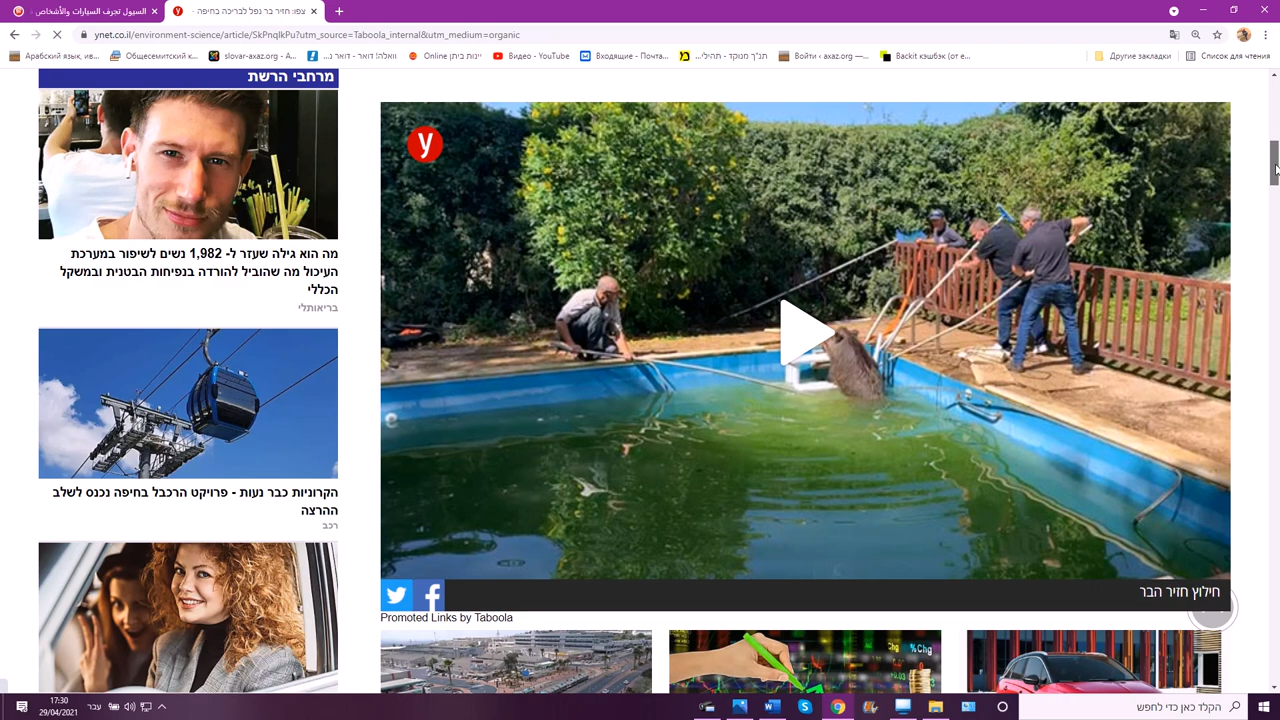 السيول تجرف السيارات والأشخاص
צפו: חזיר בר נפל לבריכה בחיפה
ynet.co.il/environment-science/article/SkPnqlkPu?utm_source=Taboola_internal&utm_medium=organic
Арабский язык, ив...
Общесемитский к...
slovar-axaz.org - A...
וואלה! דואר - דואר נ...
יינות ביתן Online
Видео - YouTube
Входящие - Почта...
תנ"ך מנוקד - תהילי...
Войти ‹ axaz.org —...
Backit кэшбэк (от е...
Другие закладки
Список для чтения
מרחבי הרשת
מה הוא גילה שעזר ל- 1,982 נשים לשיפור במערכת
העיכול מה שהוביל להורדה בנפיחות הבטנית ובמשקל
הכללי
בריאותלי
הקרוניות כבר נעות - פרויקט הרכבל בחיפה נכנס לשלב
ההרצה
רכב
y
חילוץ חזיר הבר
Promoted Links by Taboola
%Chg
17:30
29/04/2021
עבר
הקלד כאן כדי לחפש